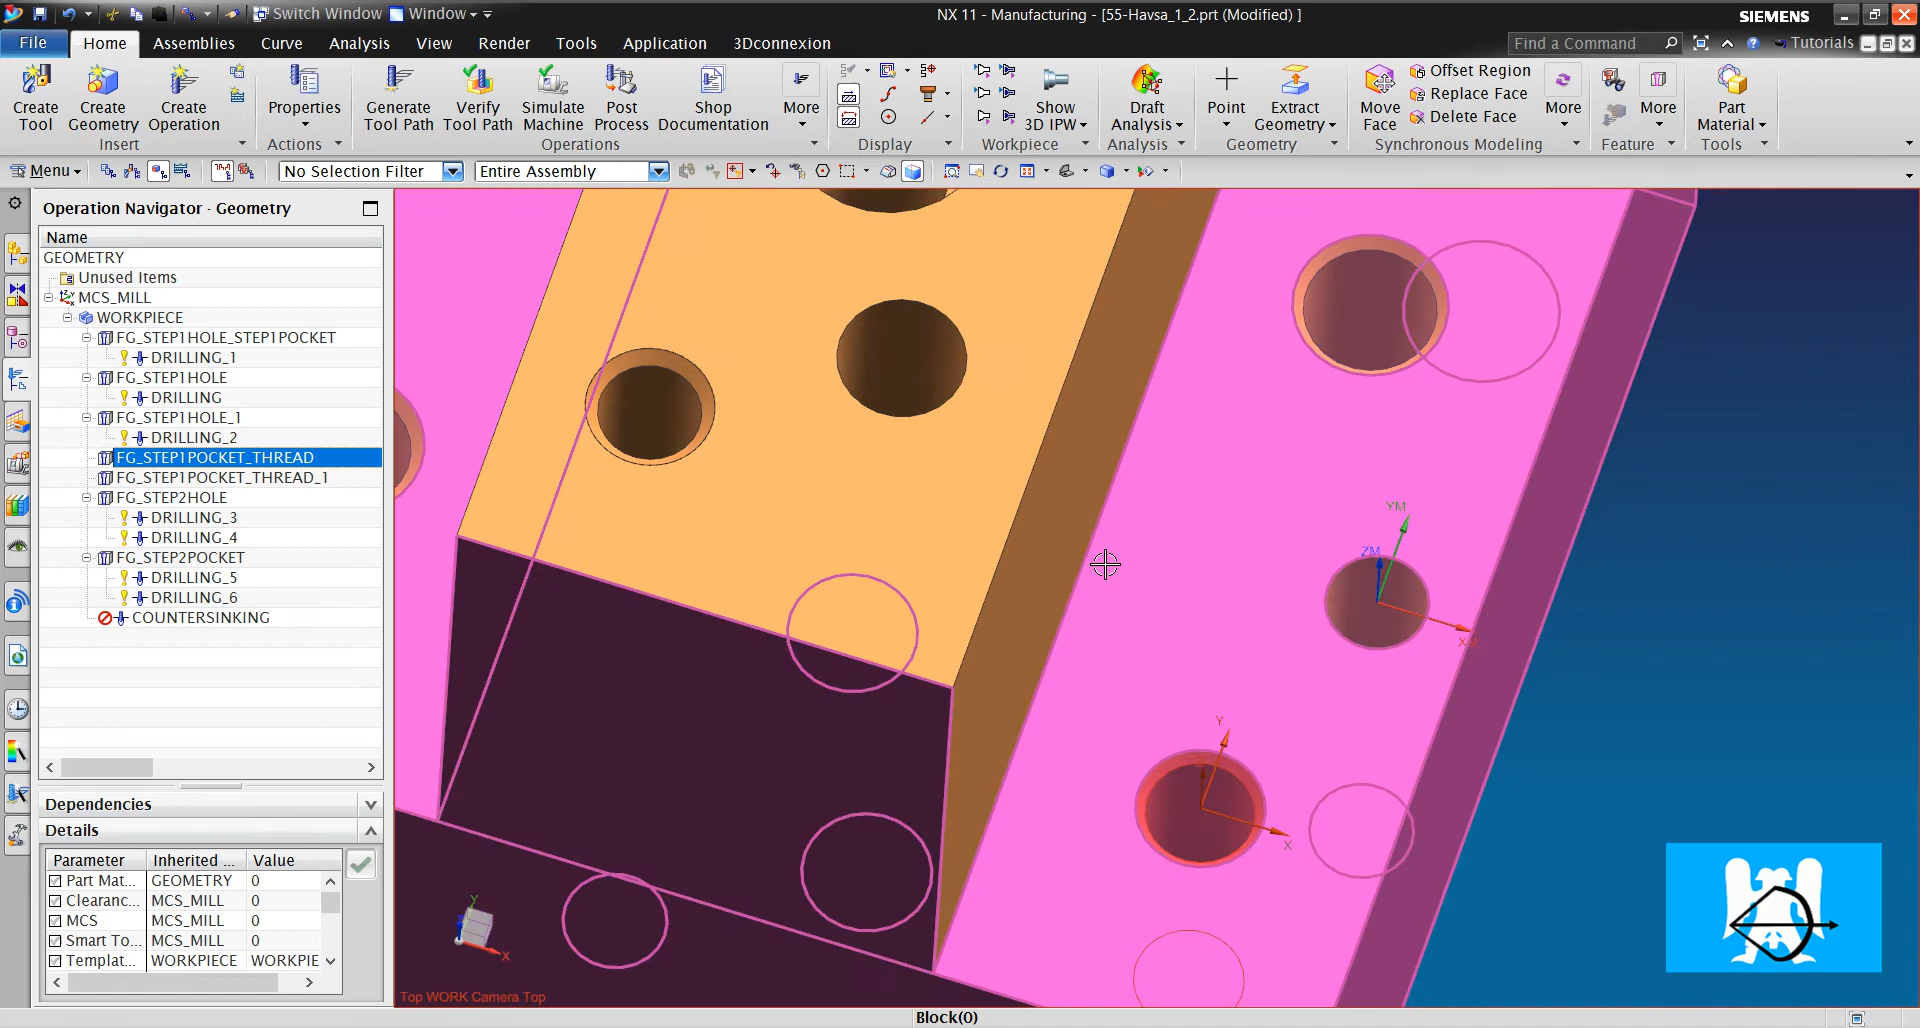 Switch Window Window
NX 11 - Manufacturing - [55-Havsa_1_2.prt (Modified) ]
SIEMENS
File Home Assemblies Curve Analysis View Render Tools Application 3Dconnexion
Find a Command
Tutorials
Create Tool
Create Geometry
Create Operation
Properties
Generate Tool Path
Verify Tool Path
Simulate Machine
Post Process
Shop Documentation
More
Show 3D IPW
Draft Analysis
Point
Extract Geometry
Move Face
Offset Region
Replace Face
Delete Face
More
More
Part Material
Insert Actions Operations Display Workpiece Analysis Geometry Synchronous Modeling Feature Tools
Menu No Selection Filter Entire Assembly
Operation Navigator - Geometry
Name
GEOMETRY
Unused Items
MCS_MILL
WORKPIECE
FG_STEP1HOLE_STEP1POCKET
DRILLING_1
FG_STEP1HOLE
DRILLING
FG_STEP1HOLE_1
DRILLING_2
FG_STEP1POCKET_THREAD
FG_STEP1POCKET_THREAD_1
FG_STEP2HOLE
DRILLING_3
DRILLING_4
FG_STEP2POCKET
DRILLING_5
DRILLING_6
COUNTERSINKING
Dependencies
Details
Parameter Inherited ... Value
Part Mat... GEOMETRY 0
Clearanc... MCS_MILL 0
MCS MCS_MILL 0
Smart To... MCS_MILL 0
Templat... WORKPIECE WORKPIE
YM
ZM
Y
X
Y
X
Top WORK Camera Top
Block(0)